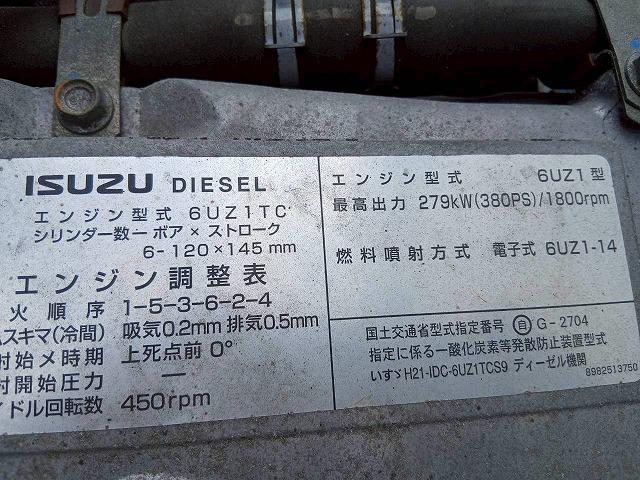 ISUZU DIESEL
エンジン型式 6UZ1TC
シリンダー数ー ボア × ストローク
6-120×145mm
エンジン調整表
火順序 1-5-3-6-2-4
スキマ(冷間) 吸気0.2mm 排気0.5mm
射始メ時期 上死点前 0°
射開始圧力 —
ドル回転数 450rpm
エンジン型式 6UZ1型
最高出力 279kW(380PS)/1800rpm
燃料噴射方式 電子式 6UZ1-14
国土交通省型式指定番号 自 G-2704
指定に係る一酸化炭素等発散防止装置型式
いすゞH21-IDC-6UZ1TCS9 ディーゼル機関
8982513750